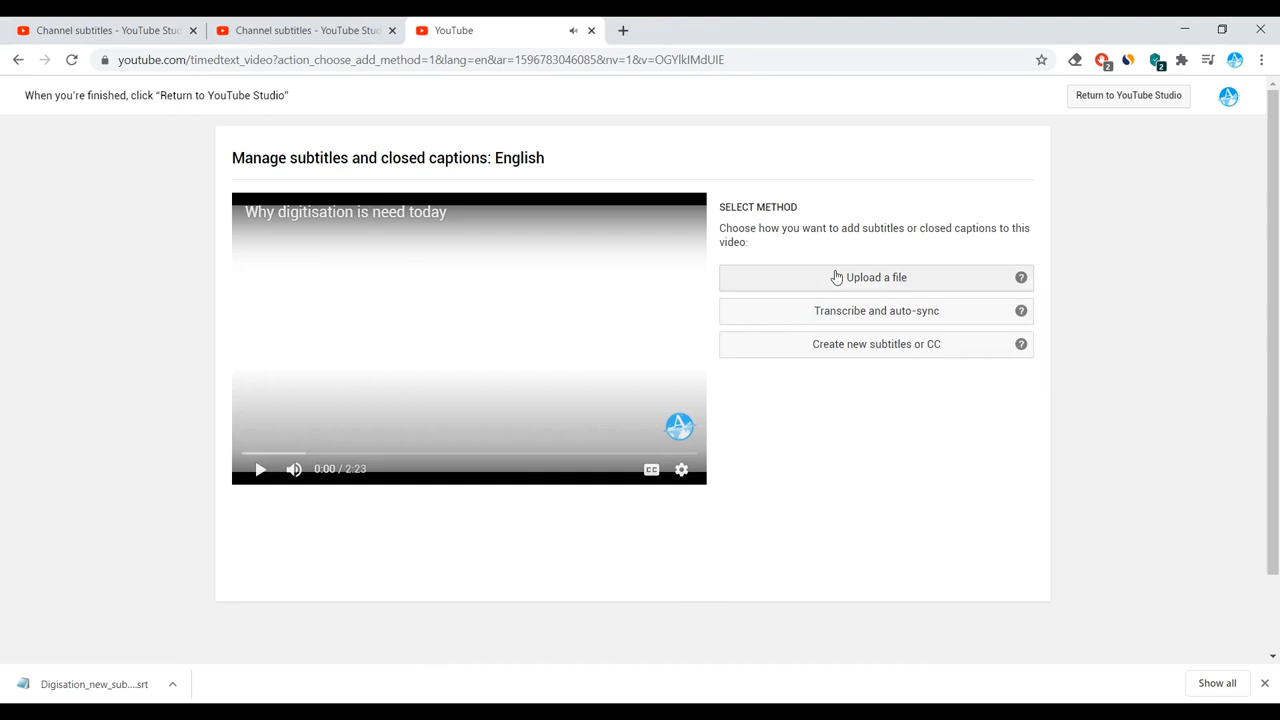 Channel subtitles - YouTube Stu
Channel subtitles - YouTube Stu
YouTube
youtube.com/timedtext_video?action_choose_add_method=1&lang=en&ar=1596783046085&nv=1&v=OGYlkIMdUIE
2
2
When you're finished, click “Return to YouTube Studio”
Return to YouTube Studio
Manage subtitles and closed captions: English
Why digitisation is need today
SELECT METHOD
Choose how you want to add subtitles or closed captions to this
video:
Upload a file
?
Transcribe and auto-sync
?
Create new subtitles or CC
?
0:00 / 2:23
CC
Digisation_new_sub....srt
Show all